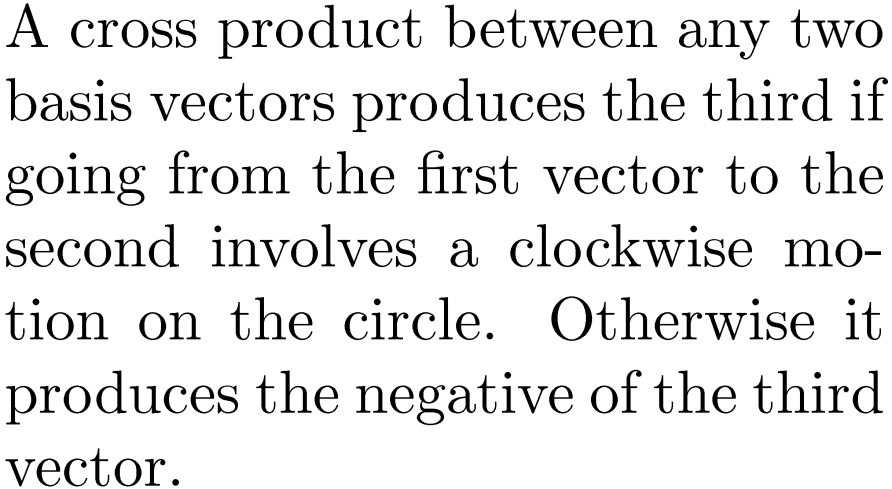 A cross product between any two
basis vectors produces the third if
going from the first vector to the
second involves a clockwise mo-
tion on the circle. Otherwise it
produces the negative of the third
vector.